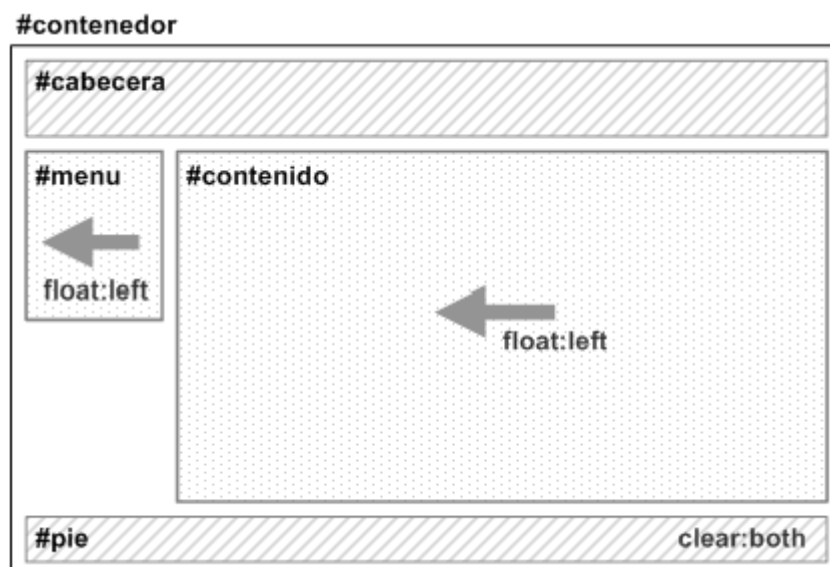 #contenedor
#cabecera
#menu
float:left
#contenido
float:left
#pie
clear:both